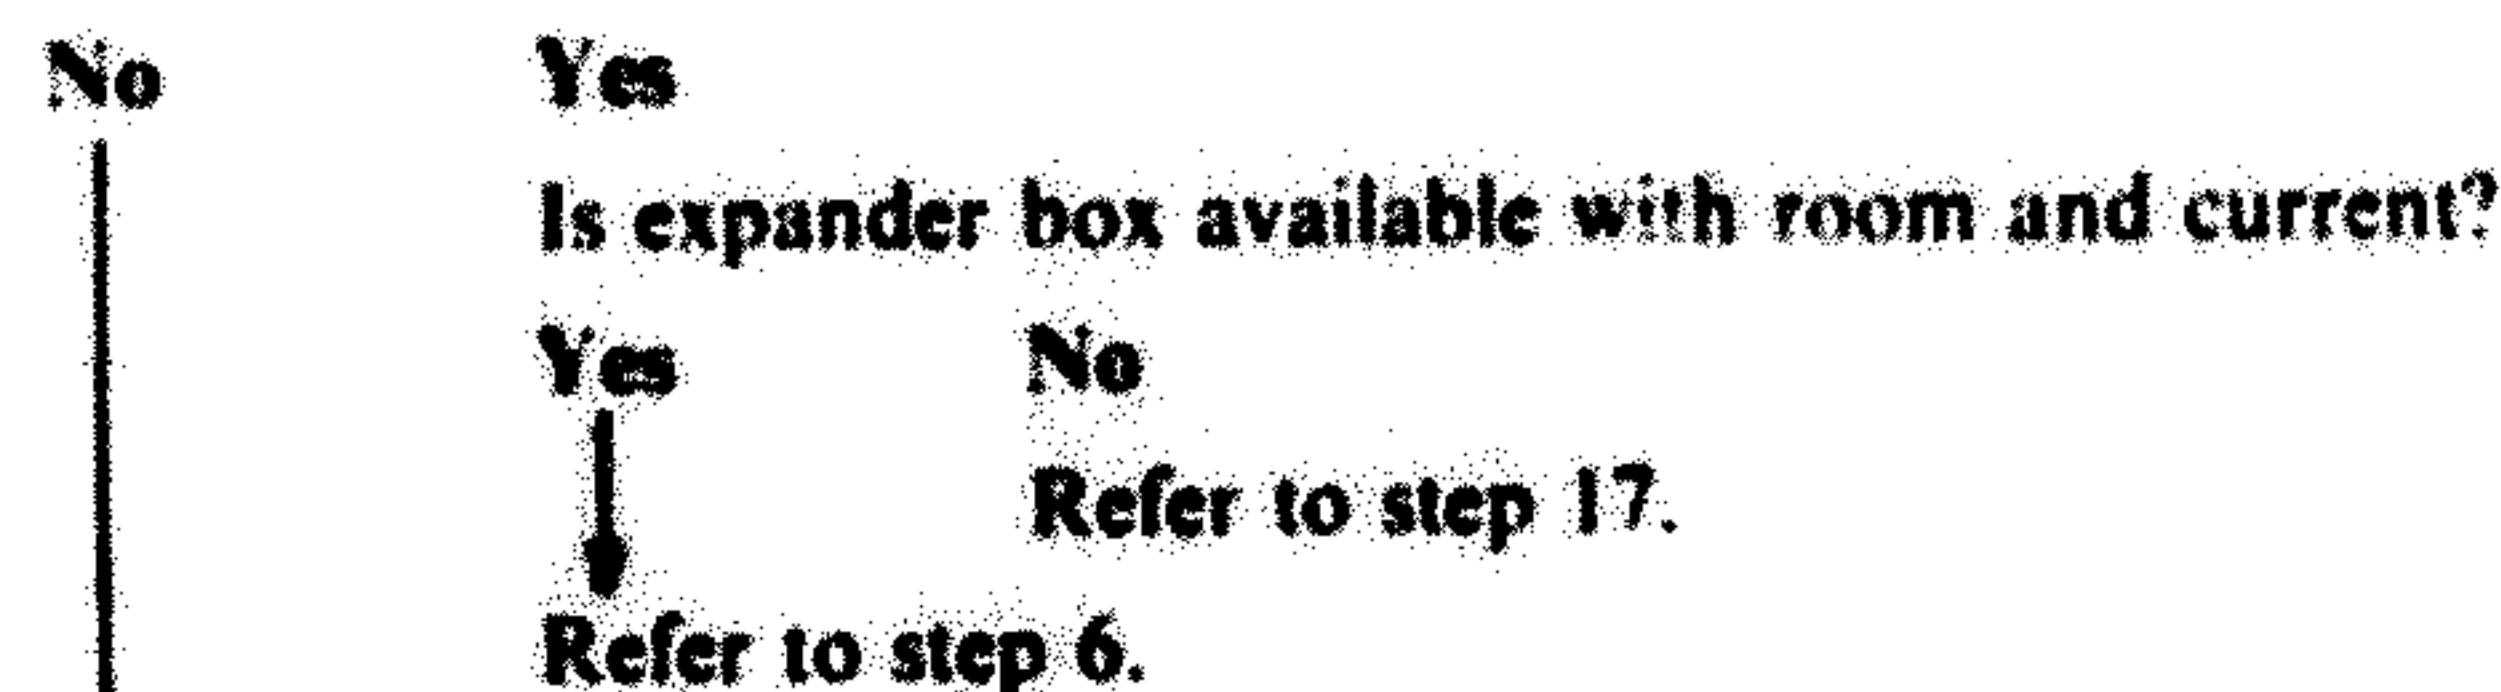 No Yes
Is expander box available with room and current?
Yes No
Refer to step 17.
Refer to step 6.